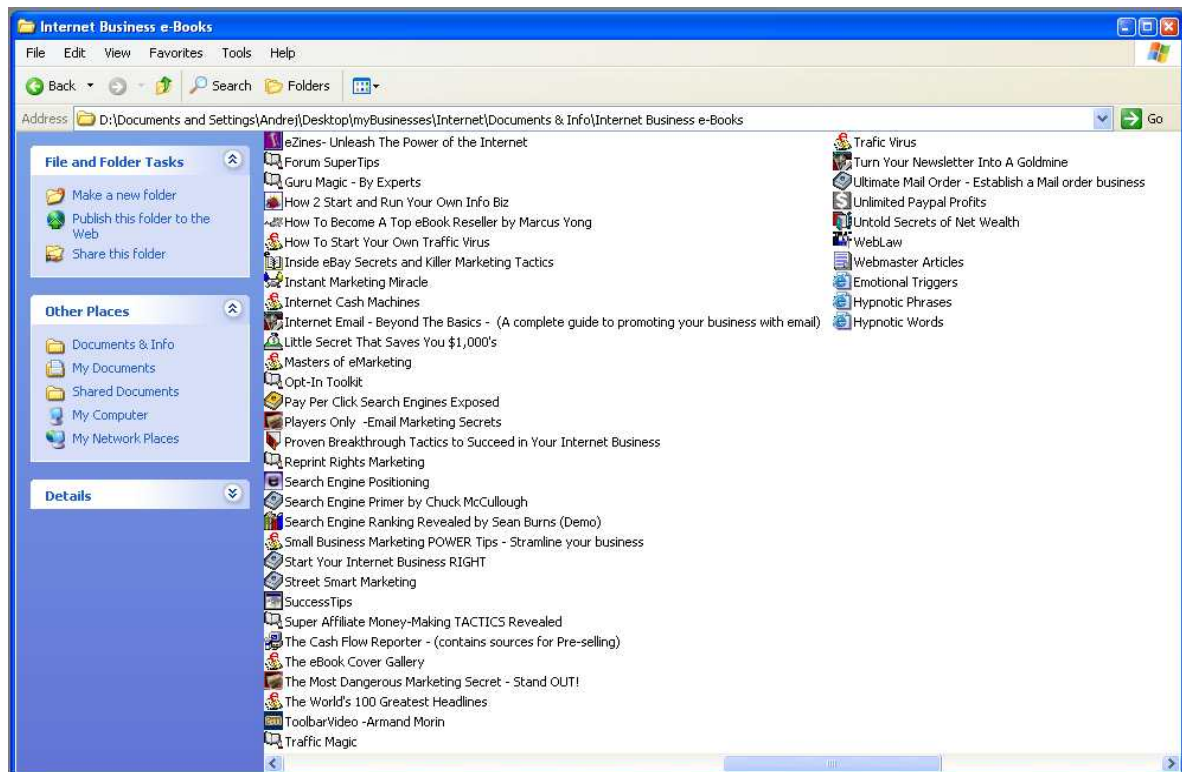 Internet Business e-Books
File Edit View Favorites Tools Help
Back Search Folders
Address D:\Documents and Settings\Andrej\Desktop\myBusinesses\Internet\Documents & Info\Internet Business e-Books Go
File and Folder Tasks
Make a new folder
Publish this folder to the
Web
Share this folder
Other Places
Documents & Info
My Documents
Shared Documents
My Computer
My Network Places
Details
eZines- Unleash The Power of the Internet
Forum SuperTips
Guru Magic - By Experts
How 2 Start and Run Your Own Info Biz
How To Become A Top eBook Reseller by Marcus Yong
How To Start Your Own Traffic Virus
Inside eBay Secrets and Killer Marketing Tactics
Instant Marketing Miracle
Internet Cash Machines
Internet Email - Beyond The Basics - (A complete guide to promoting your business with email)
Little Secret That Saves You $1,000's
Masters of eMarketing
Opt-In Toolkit
Pay Per Click Search Engines Exposed
Players Only -Email Marketing Secrets
Proven Breakthrough Tactics to Succeed in Your Internet Business
Reprint Rights Marketing
Search Engine Positioning
Search Engine Primer by Chuck McCullough
Search Engine Ranking Revealed by Sean Burns (Demo)
Small Business Marketing POWER Tips - Stramline your business
Start Your Internet Business RIGHT
Street Smart Marketing
SuccessTips
Super Affiliate Money-Making TACTICS Revealed
The Cash Flow Reporter - (contains sources for Pre-selling)
The eBook Cover Gallery
The Most Dangerous Marketing Secret - Stand OUT!
The World's 100 Greatest Headlines
ToolbarVideo -Armand Morin
Traffic Magic
Trafic Virus
Turn Your Newsletter Into A Goldmine
Ultimate Mail Order - Establish a Mail order business
Unlimited Paypal Profits
Untold Secrets of Net Wealth
WebLaw
Webmaster Articles
Emotional Triggers
Hypnotic Phrases
Hypnotic Words